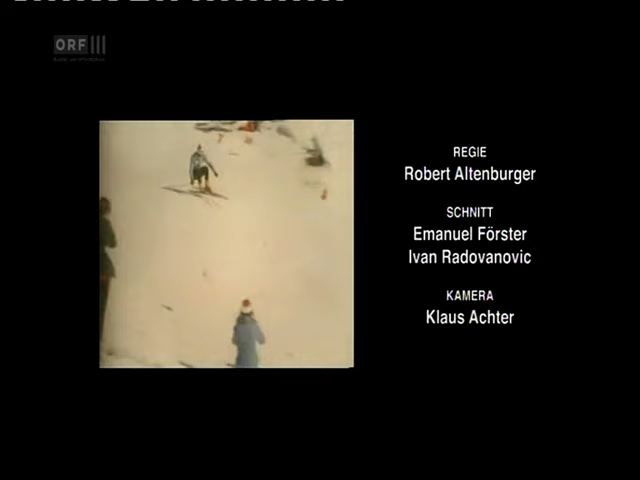 ORF III
REGIE
Robert Altenburger
SCHNITT
Emanuel Förster
Ivan Radovanovic
KAMERA
Klaus Achter